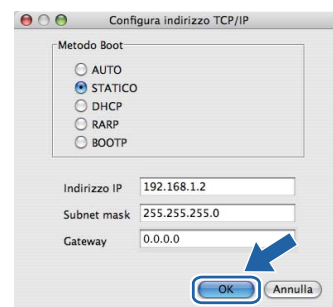 Configura indirizzo TCP/IP
Metodo Boot
AUTO
STATICO
DHCP
RARP
BOOTP
Indirizzo IP 192.168.1.2
Subnet mask 255.255.255.0
Gateway 0.0.0.0
OK Annulla